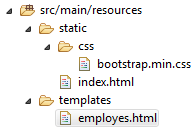 src/main/resources
static
css
bootstrap.min.css
index.html
templates
employes.html